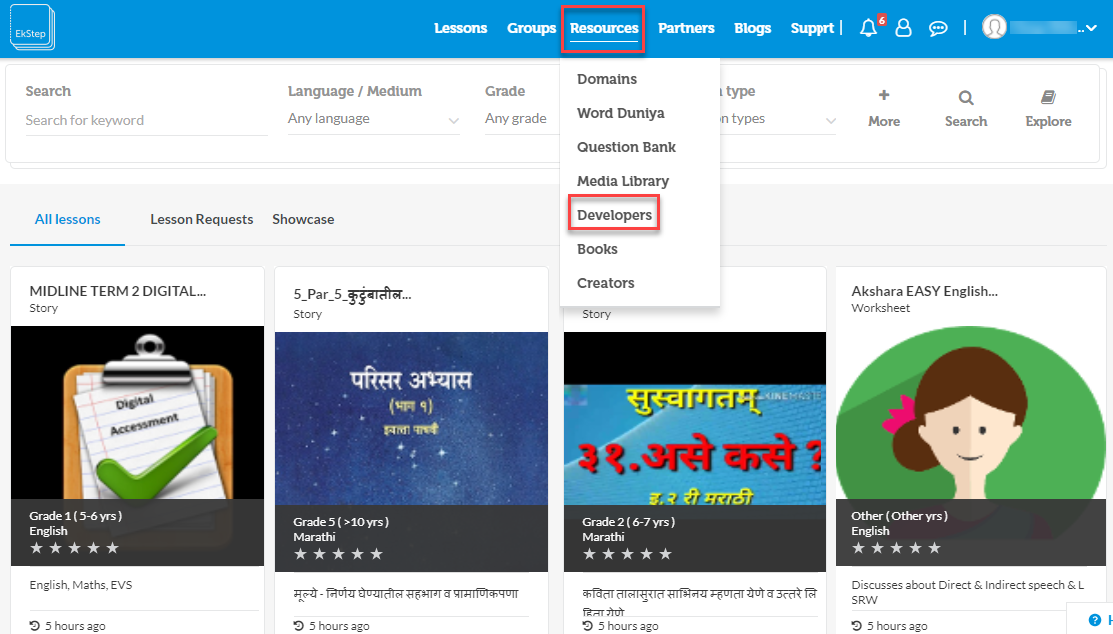 EkStep
Lessons Groups Resources Partners Blogs Supprt 6
Domains
Word Duniya
Question Bank
Media Library
Developers
Books
Creators
Search
Search for keyword
Language / Medium
Any language
Grade
Any grade
type
types
More
Search
Explore
All lessons Lesson Requests Showcase
MIDLINE TERM 2 DIGITAL...
Story
Digital
Accessment
Grade 1 ( 5-6 yrs )
English
English, Maths, EVS
5 hours ago
5_Par_5_कुटुंबातील...
Story
परिसर अभ्यास
(भाग १)
इयत्ता पाचवी
Grade 5 ( >10 yrs )
Marathi
मूल्ये - निर्णय घेण्यातील सहभाग व प्रामाणिकपणा
5 hours ago
Story
सुस्वागतम्
KINEMASTE
३१.असे कसे ?
इ.२ री मराठी
Grade 2 ( 6-7 yrs )
Marathi
कविता तालासुरात साभिनय म्हणता येणे व उत्तरे लि
हिता येणे
5 hours ago
Akshara EASY English...
Worksheet
Other ( Other yrs )
English
Discusses about Direct & Indirect speech & L
SRW
5 hours ago